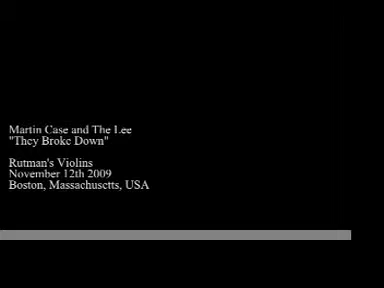 Martin Case and The Lee
"They Broke Down"
Rutman's Violins
November 12th 2009
Boston, Massachusetts, USA